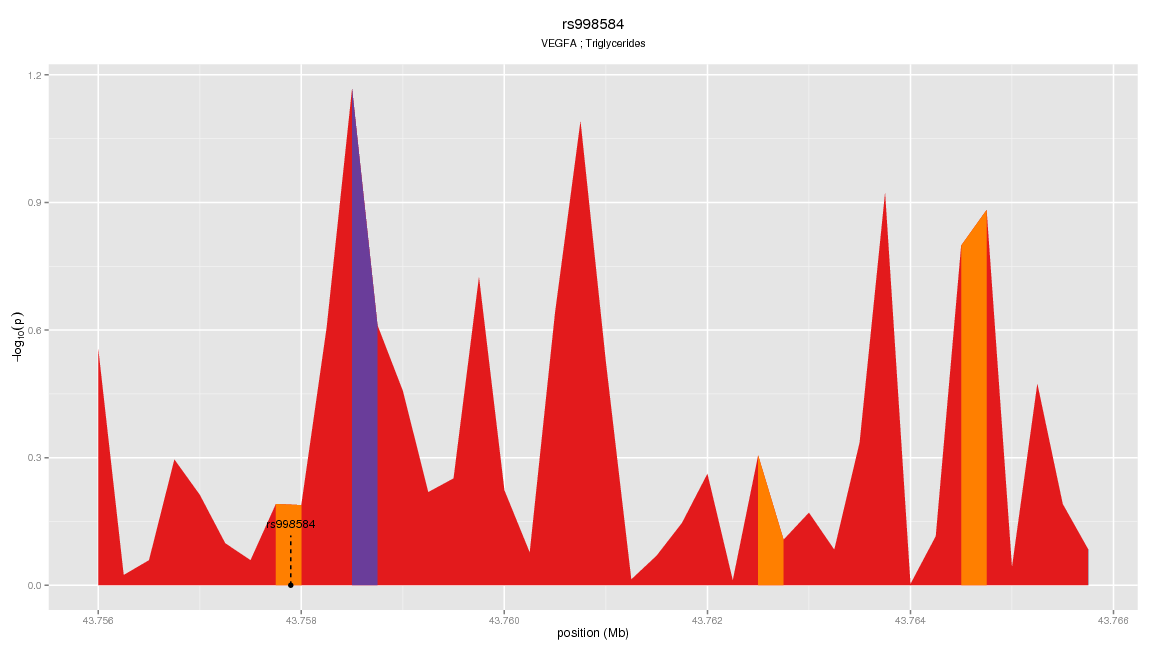 rs998584
VEGFA ; Triglycerides
1.2
0.9
0.6
0.3
0.0
−log₁₀(p)
rs998584
43.756 43.758 43.760 43.762 43.764 43.766
position (Mb)